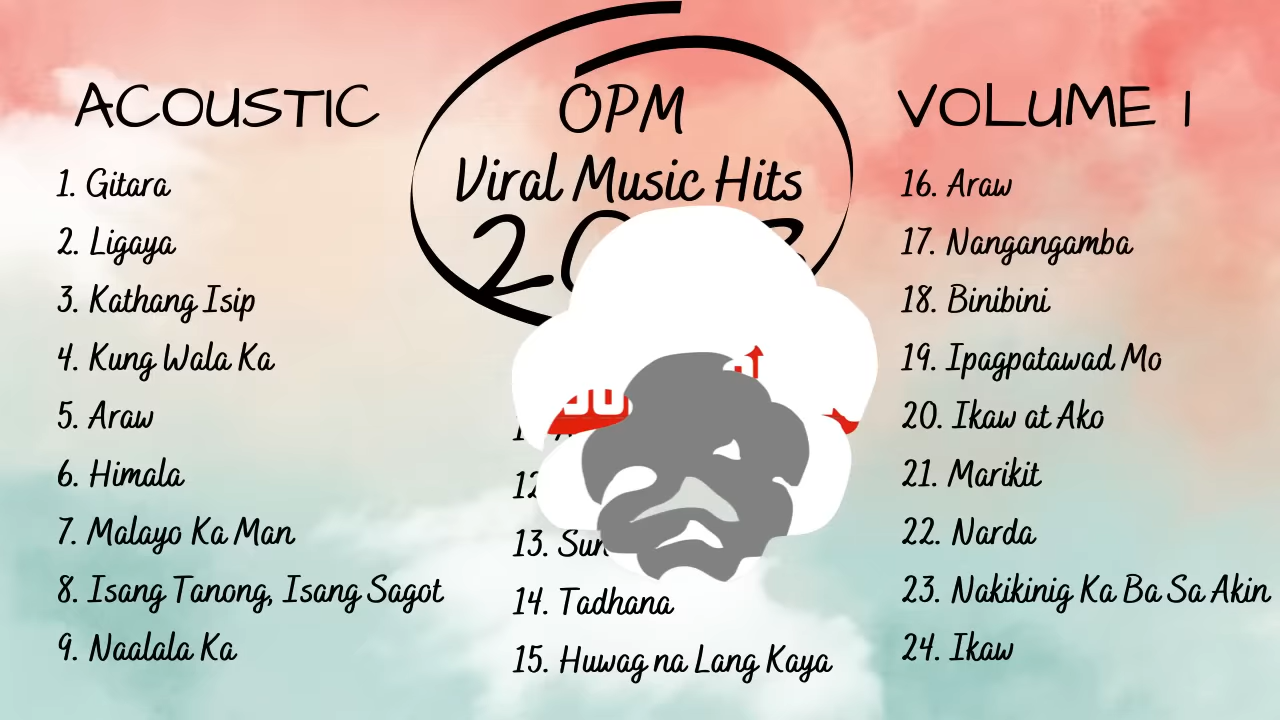 ACOUSTIC
OPM
Viral Music Hits
VOLUME 1
1. Gitara
2. Ligaya
3. Kathang Isip
4. Kung Wala Ka
5. Araw
6. Himala
7. Malayo Ka Man
8. Isang Tanong, Isang Sagot
9. Naalala Ka
13.
14. Tadhana
15. Huwag na Lang Kaya
16. Araw
17. Nangangamba
18. Binibini
19. Ipagpatawad Mo
20. Ikaw at Ako
21. Marikit
22. Narda
23. Nakikinig Ka Ba Sa Akin
24. Ikaw